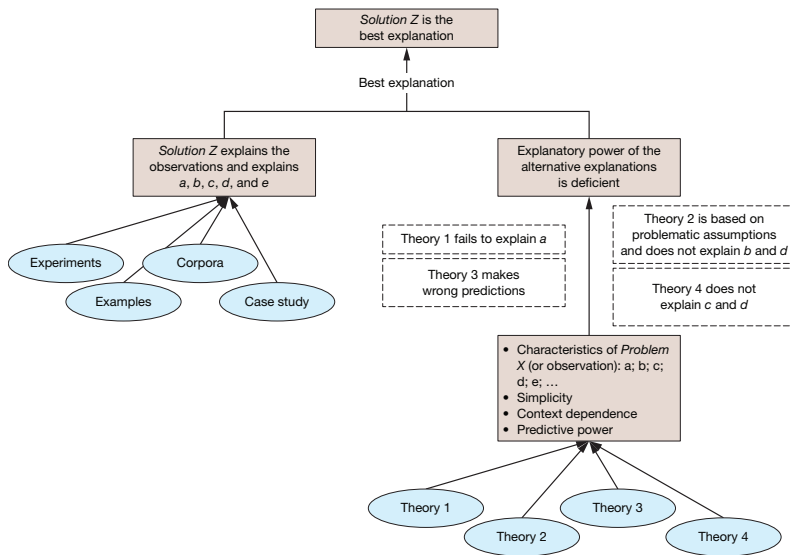 Solution Z is the
best explanation
Best explanation
Solution Z explains the
observations and explains
a, b, c, d, and e
Explanatory power of the
alternative explanations
is deficient
Experiments
Corpora
Examples
Case study
Theory 1 fails to explain a
Theory 3 makes
wrong predictions
Theory 2 is based on
problematic assumptions
and does not explain b and d
Theory 4 does not
explain c and d
• Characteristics of Problem
X (or observation): a; b; c;
d; e; …
• Simplicity
• Context dependence
• Predictive power
Theory 1
Theory 2
Theory 3
Theory 4